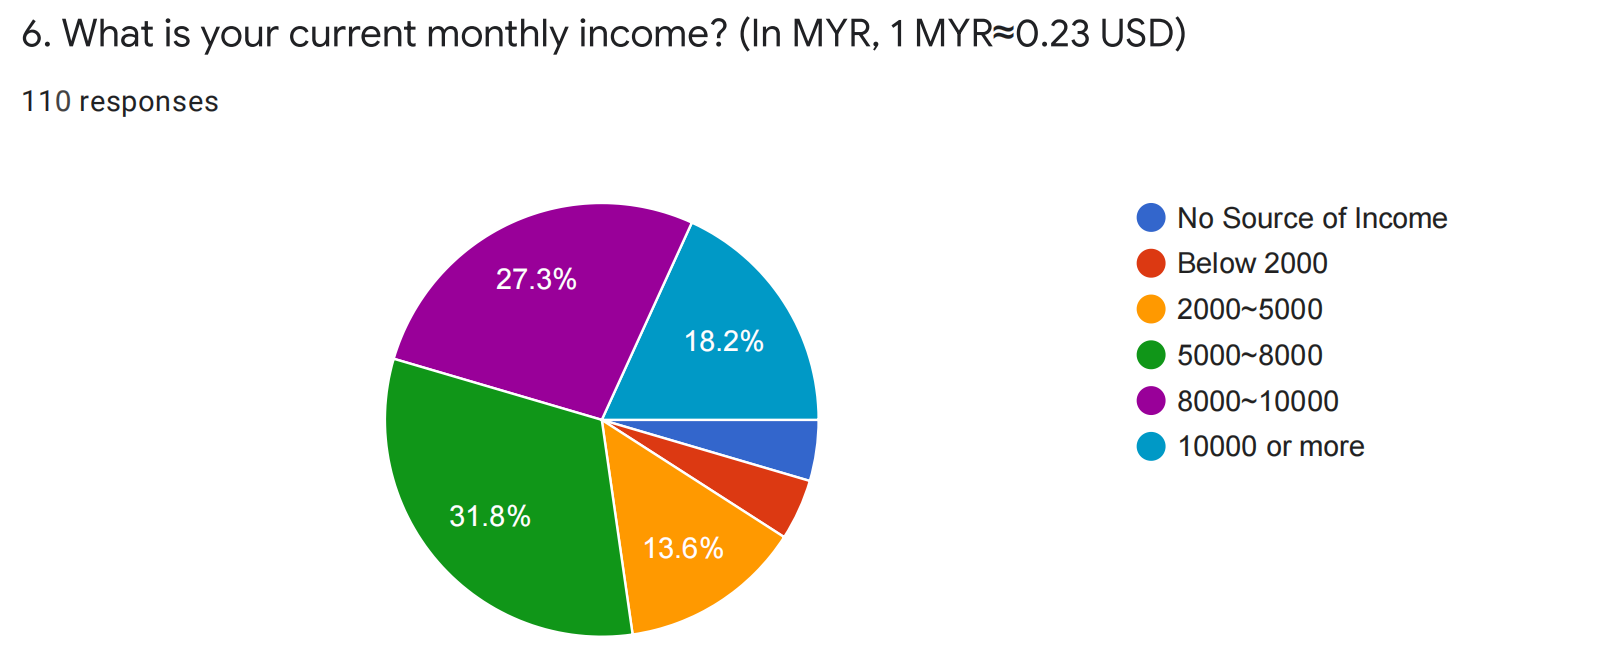 6. What is your current monthly income? (In MYR, 1 MYR≈0.23 USD)
110 responses
27.3%
18.2%
31.8%
13.6%
No Source of Income
Below 2000
2000~5000
5000~8000
8000~10000
10000 or more